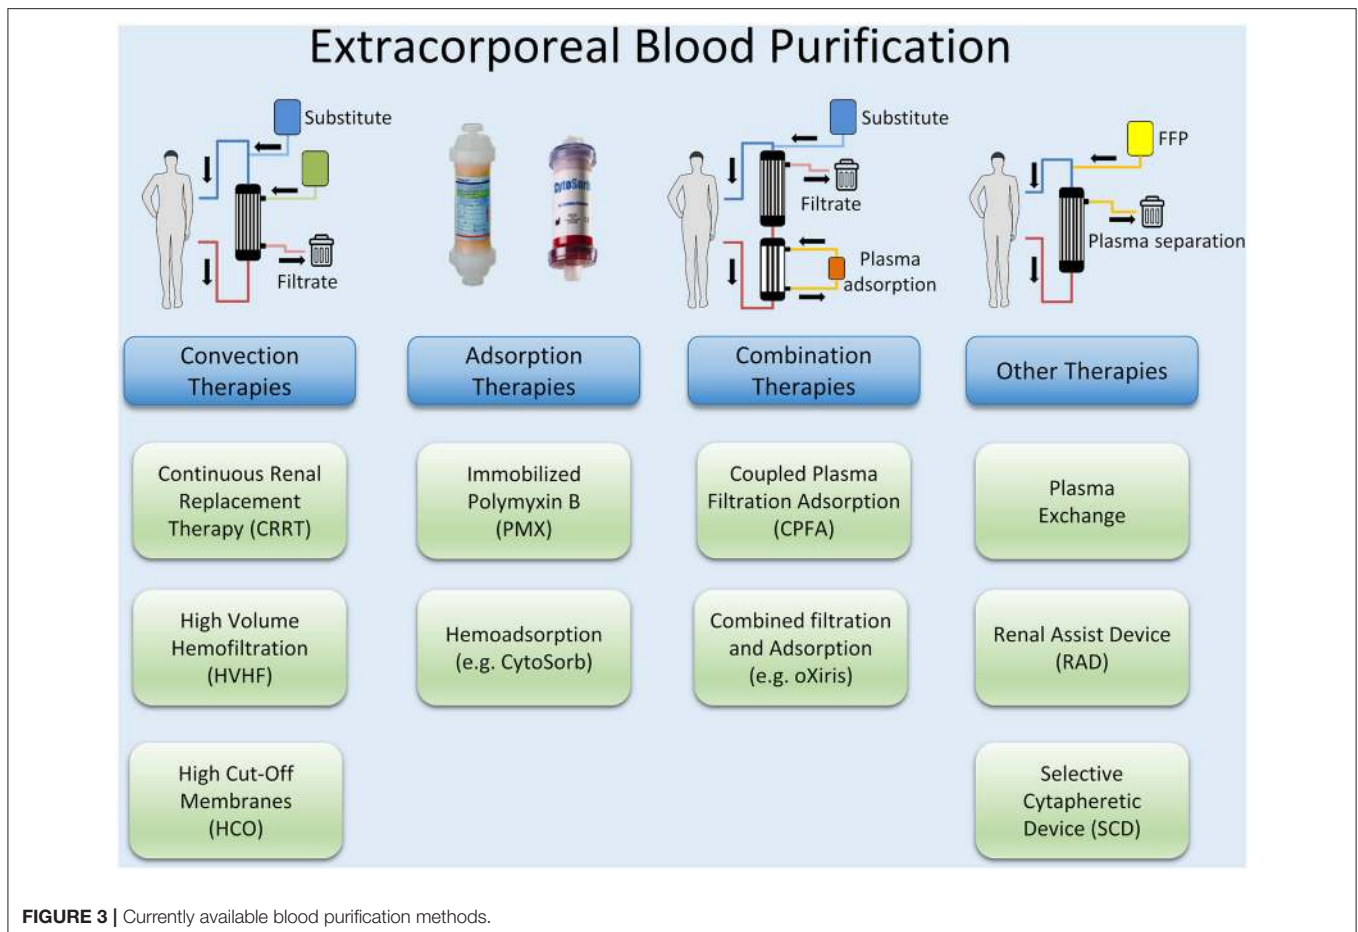 Extracorporeal Blood Purification
Substitute
Filtrate
CytoSorb
Substitute
Filtrate
Plasma
adsorption
FFP
Plasma separation
Convection
Therapies
Adsorption
Therapies
Combination
Therapies
Other Therapies
Continuous Renal
Replacement
Therapy (CRRT)
Immobilized
Polymyxin B
(PMX)
Coupled Plasma
Filtration Adsorption
(CPFA)
Plasma
Exchange
High Volume
Hemofiltration
(HVHF)
Hemoadsorption
(e.g. CytoSorb)
Combined filtration
and Adsorption
(e.g. oXiris)
Renal Assist Device
(RAD)
High Cut-Off
Membranes
(HCO)
Selective
Cytapheretic
Device (SCD)
FIGURE 3 | Currently available blood purification methods.